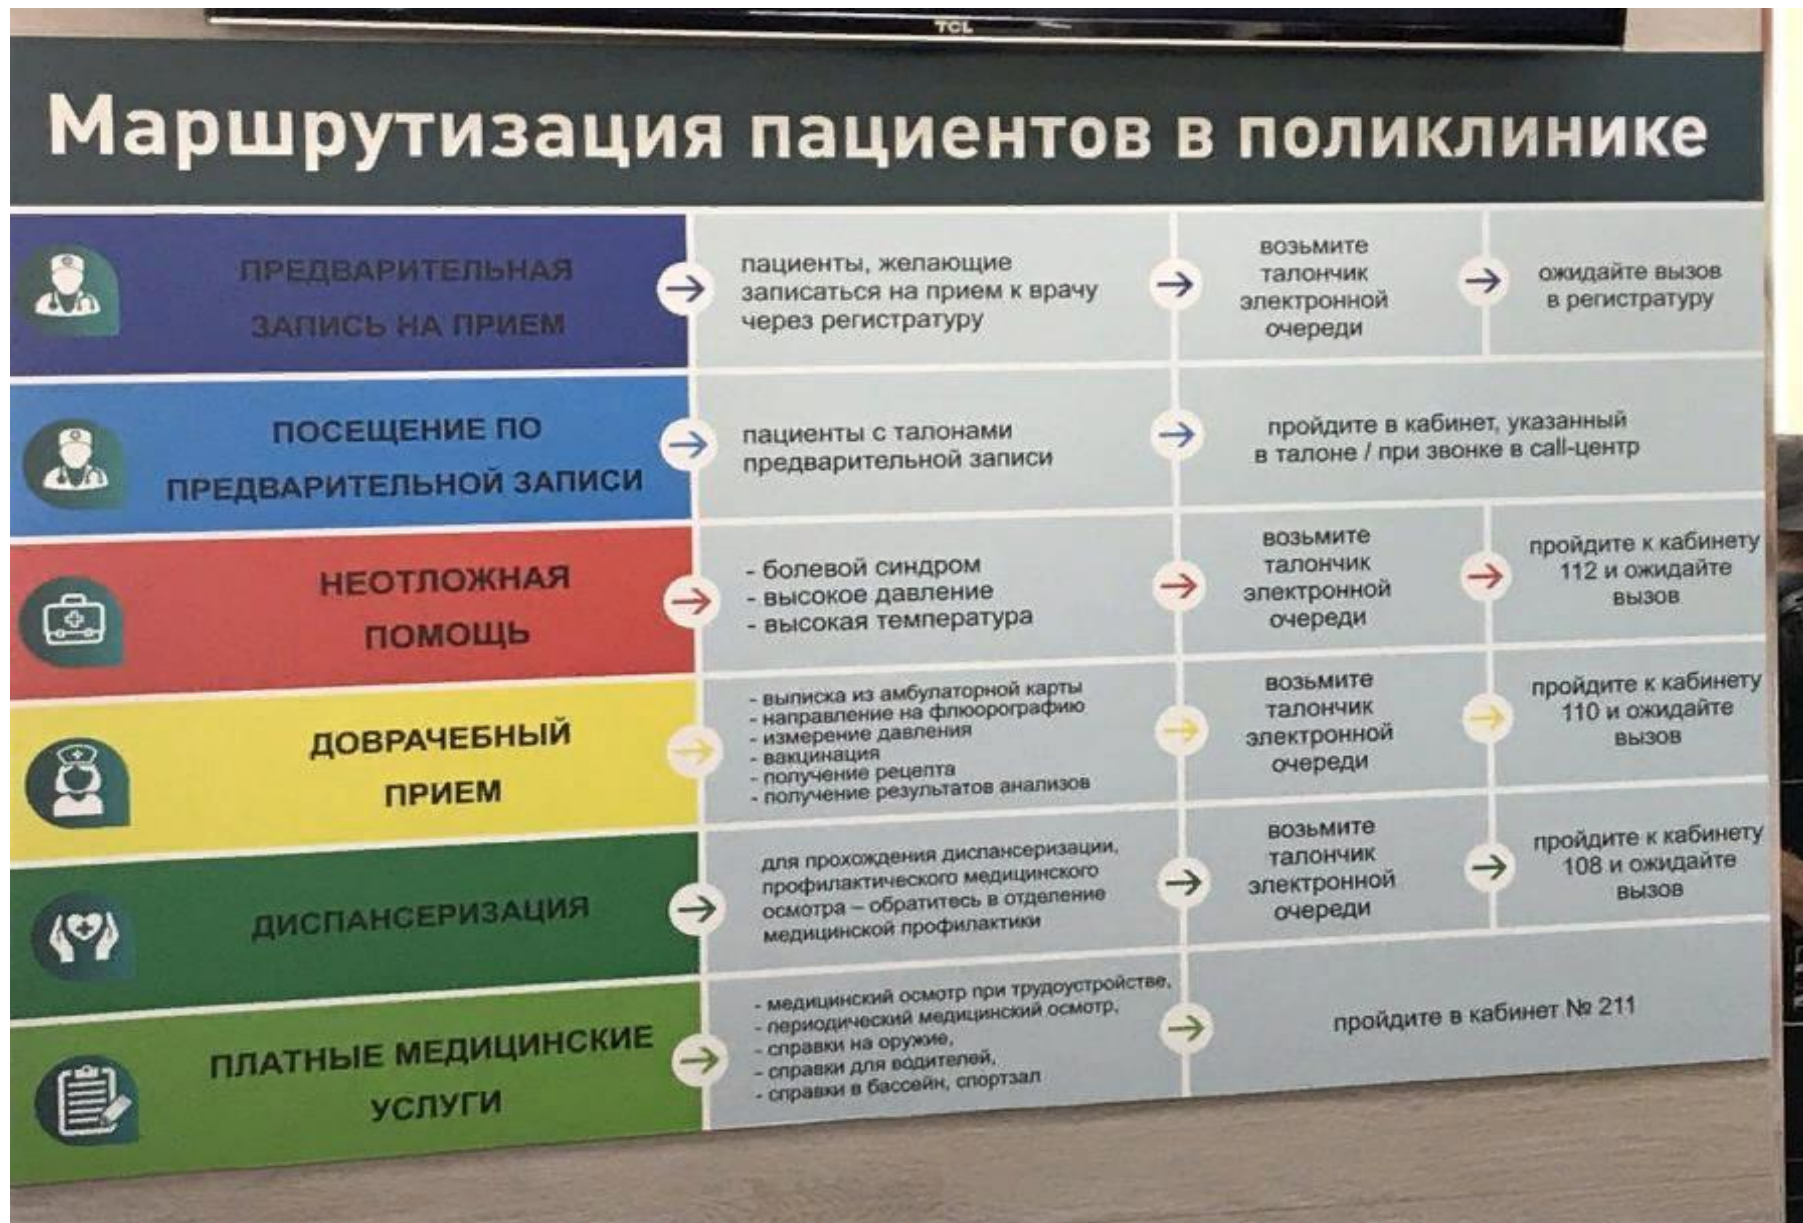 TCL
Маршрутизация пациентов в поликлинике
ПРЕДВАРИТЕЛЬНАЯ
ЗАПИСЬ НА ПРИЕМ
пациенты, желающие
записаться на прием к врачу
через регистратуру
возьмите
талончик
электронной
очереди
ожидайте вызов
в регистратуру
ПОСЕЩЕНИЕ ПО
ПРЕДВАРИТЕЛЬНОЙ ЗАПИСИ
пациенты с талонами
предварительной записи
пройдите в кабинет, указанный
в талоне / при звонке в call-центр
НЕОТЛОЖНАЯ
ПОМОЩЬ
- болевой синдром
- высокое давление
- высокая температура
возьмите
талончик
электронной
очереди
пройдите к кабинету
112 и ожидайте
вызов
ДОВРАЧЕБНЫЙ
ПРИЕМ
- выписка из амбулаторной карты
- направление на флюорографию
- измерение давления
- вакцинация
- получение рецепта
- получение результатов анализов
возьмите
талончик
электронной
очереди
пройдите к кабинету
110 и ожидайте
вызов
ДИСПАНСЕРИЗАЦИЯ
для прохождения диспансеризации,
профилактического медицинского
осмотра – обратитесь в отделение
медицинской профилактики
возьмите
талончик
электронной
очереди
пройдите к кабинету
108 и ожидайте
вызов
ПЛАТНЫЕ МЕДИЦИНСКИЕ
УСЛУГИ
- медицинский осмотр при трудоустройстве,
- периодический медицинский осмотр,
- справки на оружие,
- справки для водителей,
- справки в бассейн, спортзал
пройдите в кабинет № 211